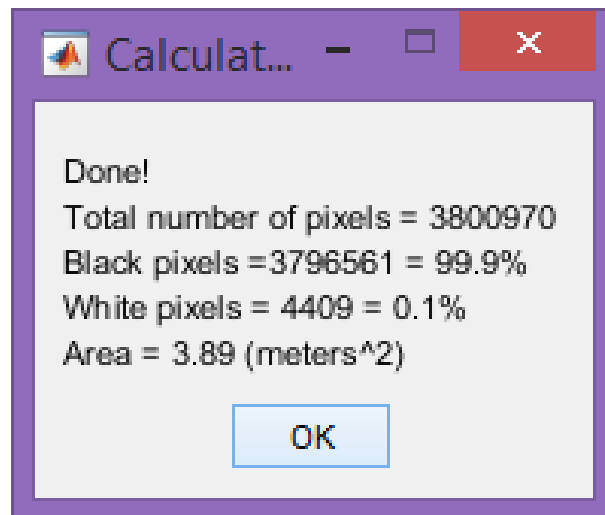 Calculat...
Done!
Total number of pixels = 3800970
Black pixels =3796561 = 99.9%
White pixels = 4409 = 0.1%
Area = 3.89 (meters^2)
OK